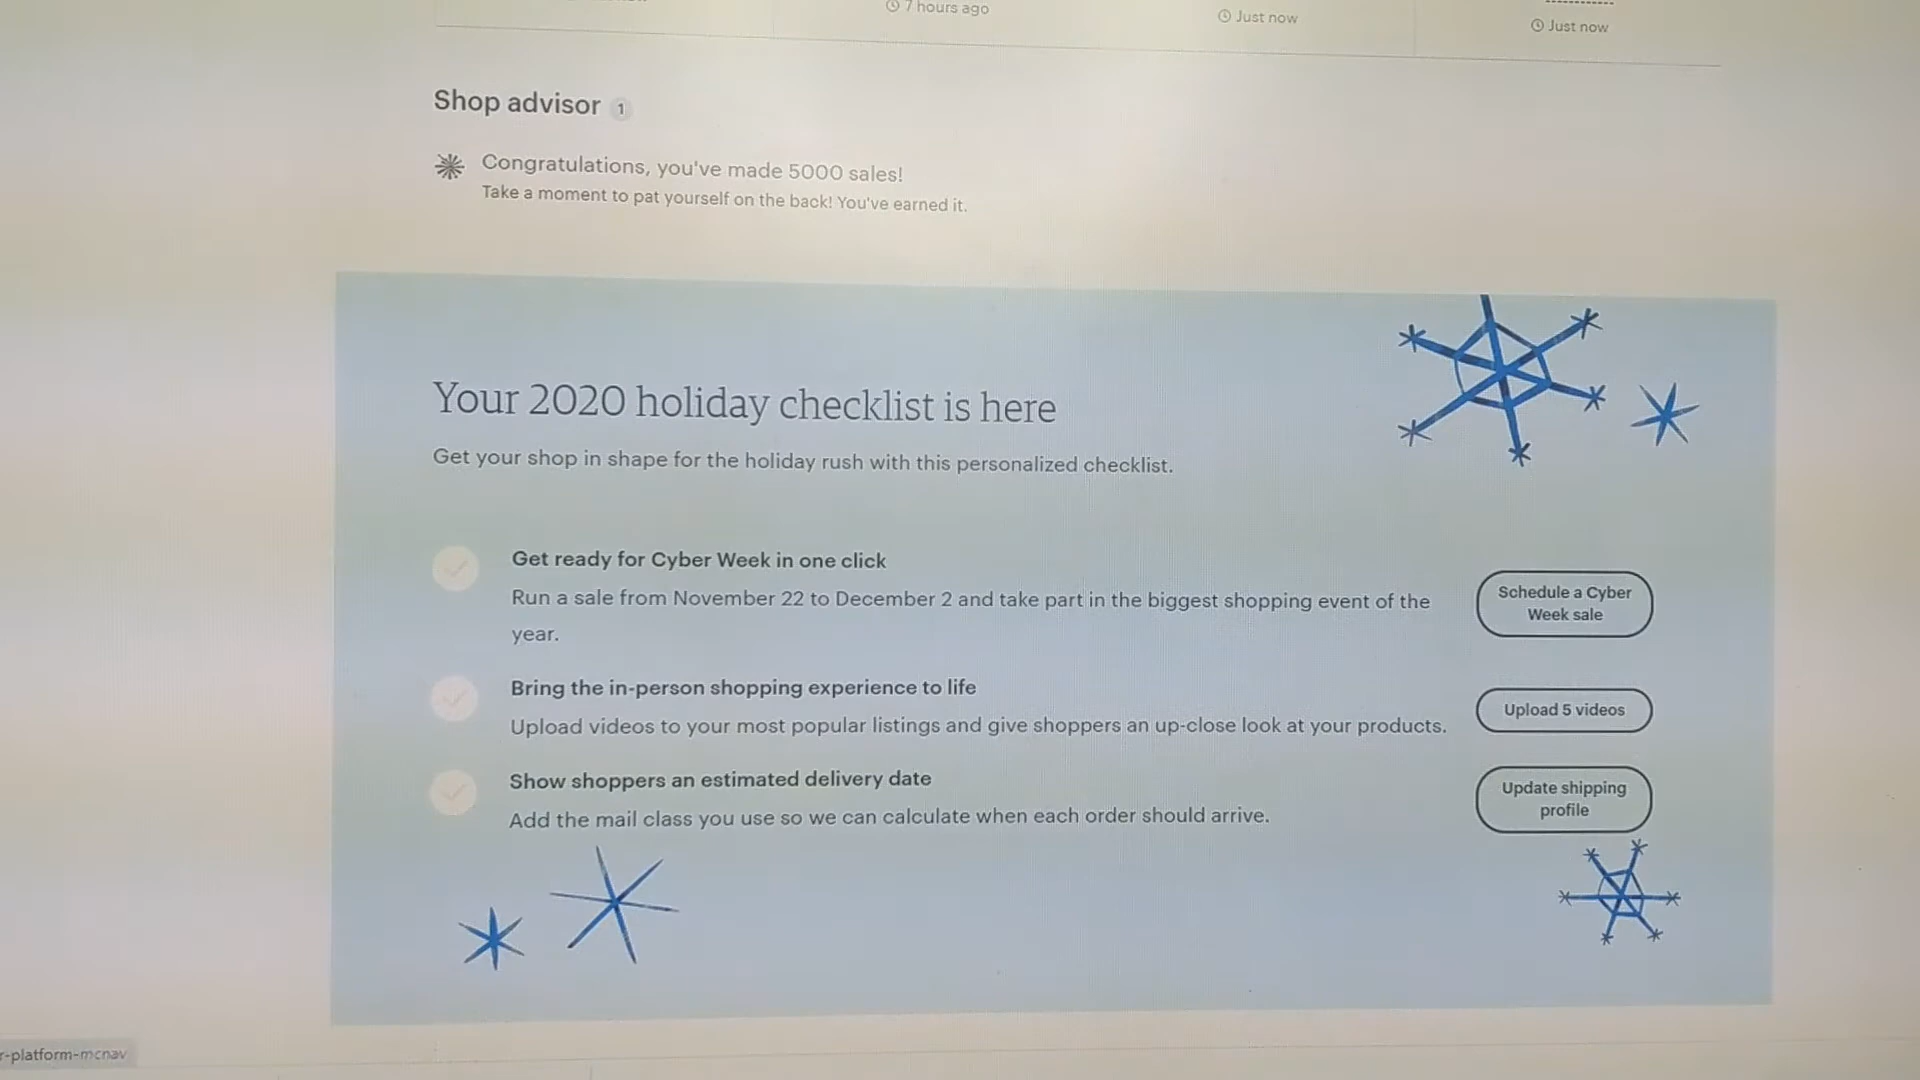 7 hours ago
Just now
Just now
Shop advisor 1
Congratulations, you've made 5000 sales!
Take a moment to pat yourself on the back! You've earned it.
Your 2020 holiday checklist is here
Get your shop in shape for the holiday rush with this personalized checklist.
Get ready for Cyber Week in one click
Run a sale from November 22 to December 2 and take part in the biggest shopping event of the
year.
Schedule a Cyber
Week sale
Bring the in-person shopping experience to life
Upload videos to your most popular listings and give shoppers an up-close look at your products.
Upload 5 videos
Show shoppers an estimated delivery date
Add the mail class you use so we can calculate when each order should arrive.
Update shipping
profile
r-platform-mcnav